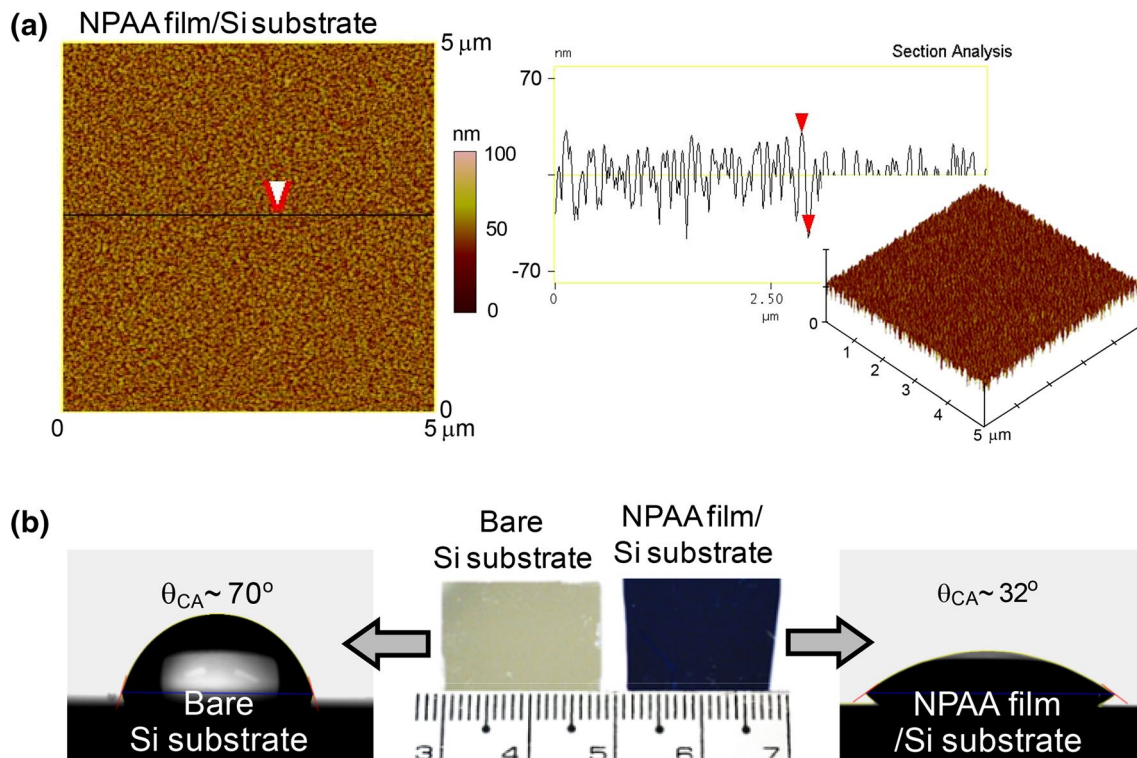 (a)
NPAA film/Si substrate
5 μm
nm
100
50
0
0
0
5 μm
nm
Section Analysis
70
-70
0
2.50
μm
0
1
2
3
4
5 μm
(b)
Bare
Si substrate
NPAA film/
Si substrate
θCA~ 70o
θCA~ 32o
Bare
Si substrate
NPAA film
/Si substrate
3 4 5 6 7